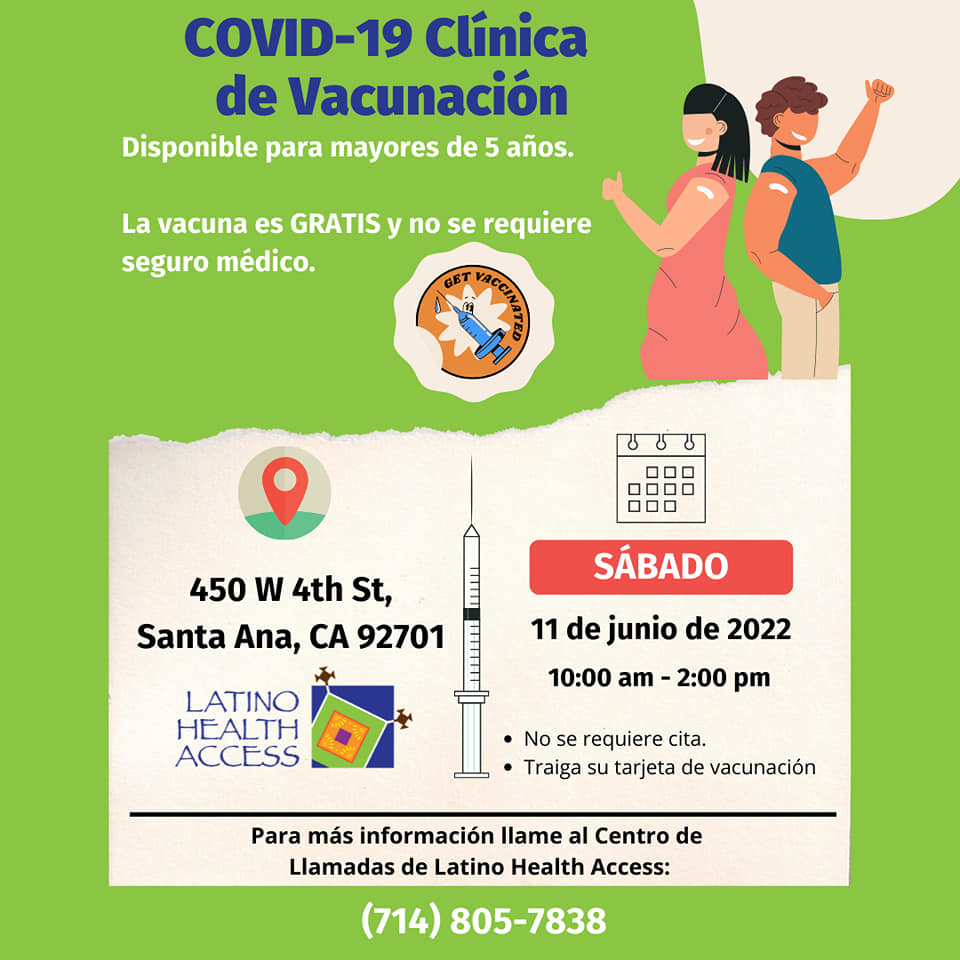 COVID-19 Clínica
de Vacunación
Disponible para mayores de 5 años.
La vacuna es GRATIS y no se requiere
seguro médico.
GET VACCINATED
450 W 4th St,
Santa Ana, CA 92701
LATINO
HEALTH
ACCESS
SÁBADO
11 de junio de 2022
10:00 am - 2:00 pm
• No se requiere cita.
• Traiga su tarjeta de vacunación
Para más información llame al Centro de
Llamadas de Latino Health Access:
(714) 805-7838